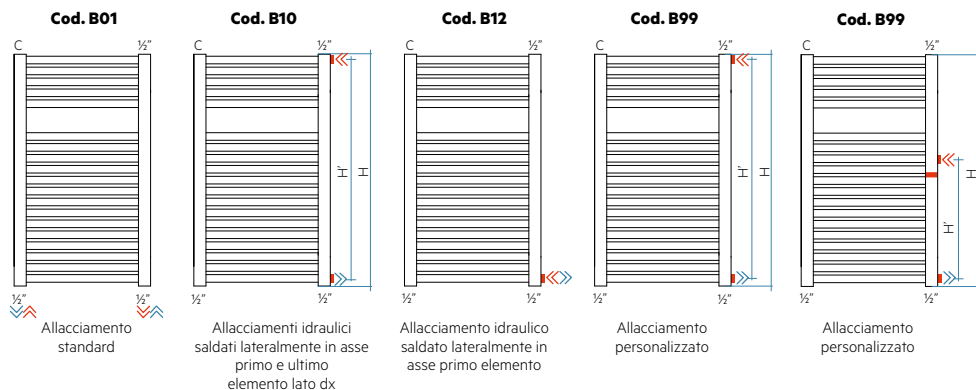 Cod. B01
Cod. B10
Cod. B12
Cod. B99
Cod. B99
C ½”
C ½”
C ½”
C ½”
C ½”
H’ H
H’ H
H
H’
½” ½”
½” ½”
½” ½”
½” ½”
½” ½”
Allacciamento
standard
Allacciamenti idraulici
saldati lateralmente in asse
primo e ultimo
elemento lato dx
Allacciamento idraulico
saldato lateralmente in
asse primo elemento
Allacciamento
personalizzato
Allacciamento
personalizzato